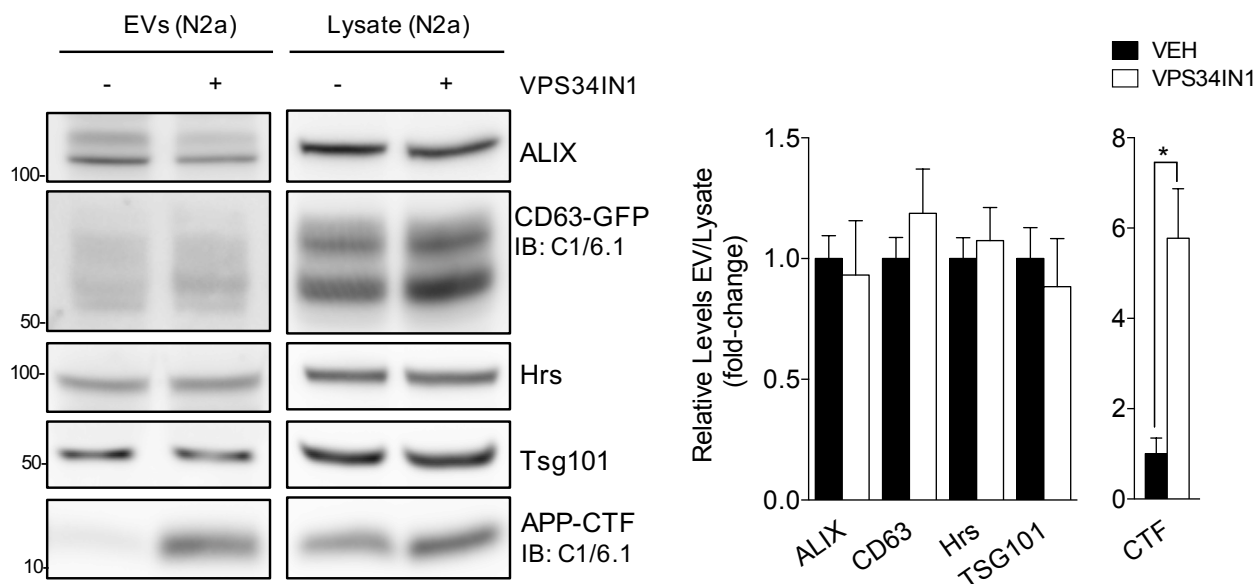 EVs (N2a)
Lysate (N2a)
- + - + VPS34IN1
100-
ALIX
CD63-GFP
IB: C1/6.1
50-
100-
Hrs
50-
Tsg101
APP-CTF
IB: C1/6.1
10-
VEH
VPS34IN1
Relative Levels EV/Lysate
(fold-change)
1.5
1.0
0.5
0.0
ALIX
CD63
Hrs
TSG101
8
6
4
2
0
*
CTF